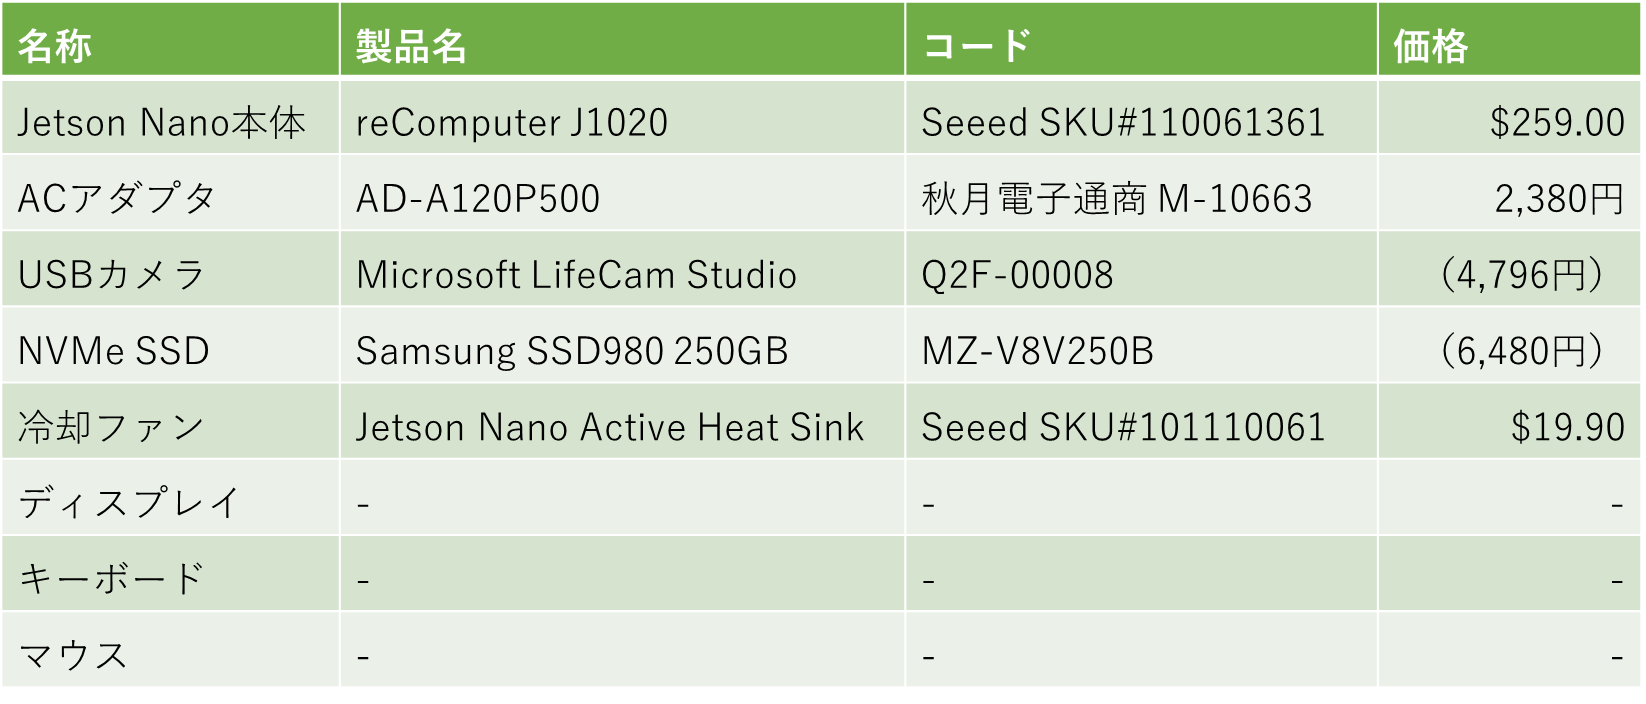 名称 製品名 コード 価格
Jetson Nano本体 reComputer J1020 Seeed SKU#110061361 $259.00
ACアダプタ AD-A120P500 秋月電子通商 M-10663 2,380円
USBカメラ Microsoft LifeCam Studio Q2F-00008 （4,796円）
NVMe SSD Samsung SSD980 250GB MZ-V8V250B （6,480円）
冷却ファン Jetson Nano Active Heat Sink Seeed SKU#101110061 $19.90
ディスプレイ - - -
キーボード - - -
マウス - - -